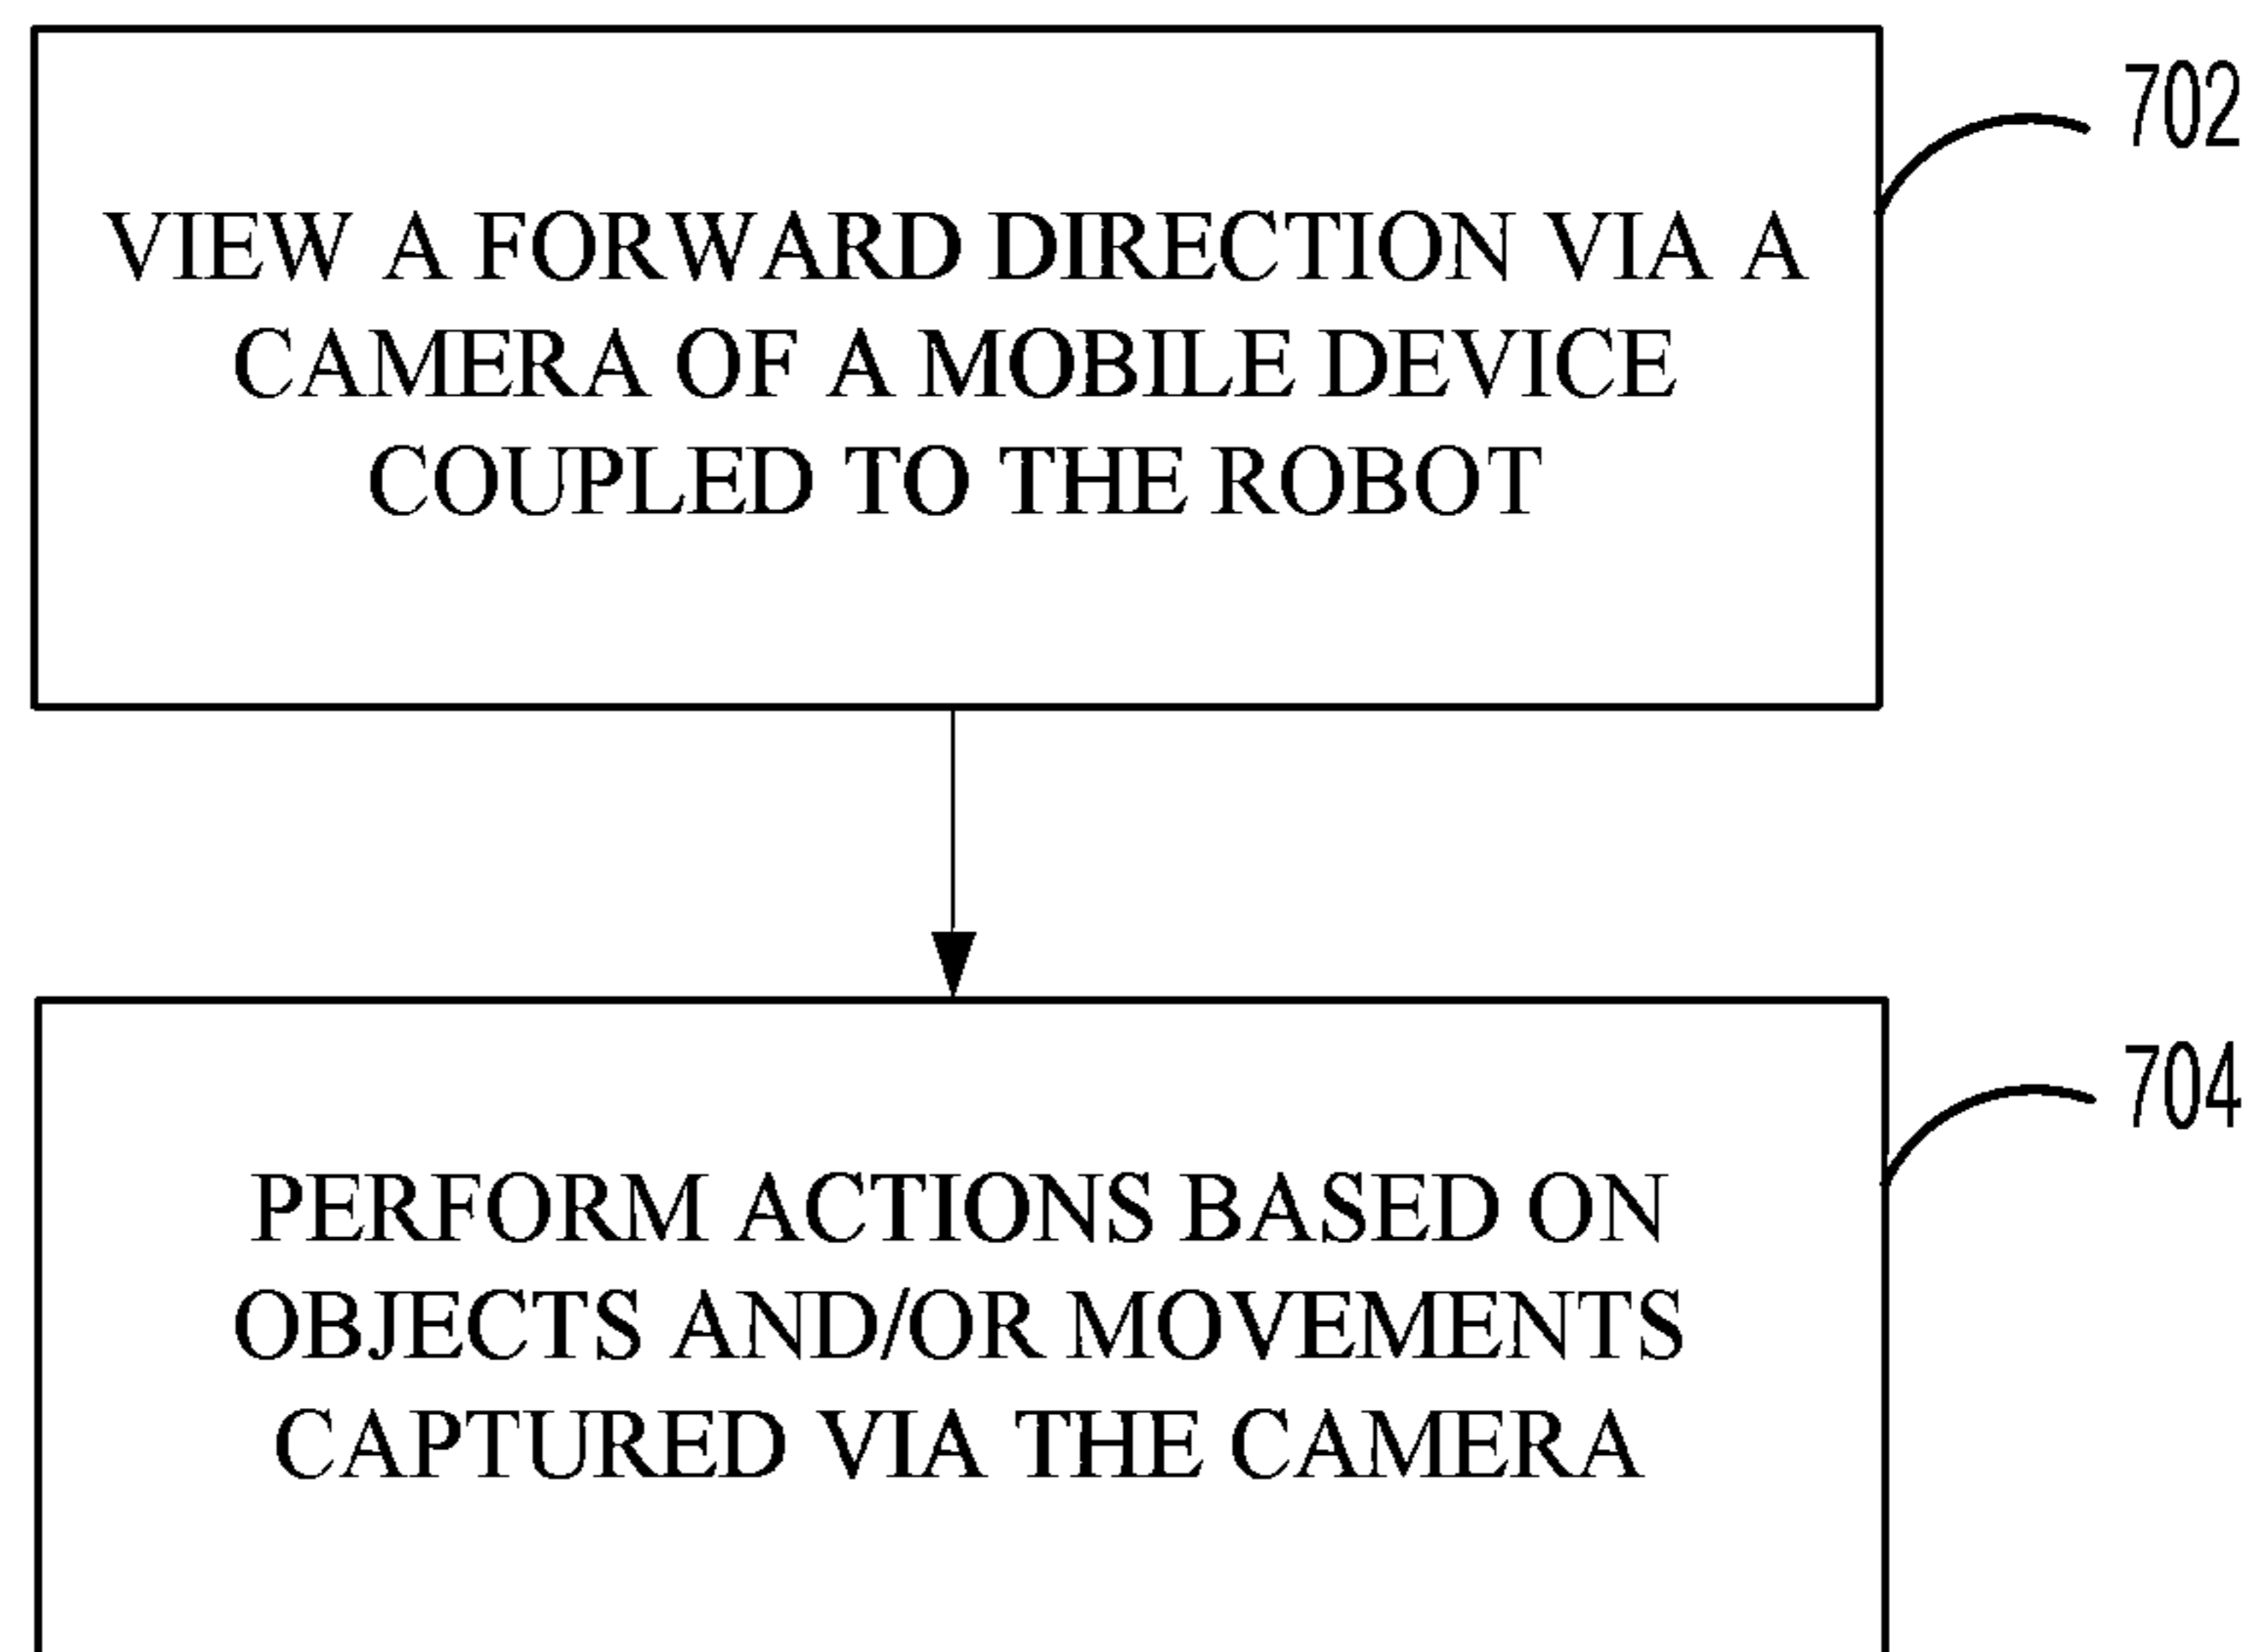 702
VIEW A FORWARD DIRECTION VIA A
CAMERA OF A MOBILE DEVICE
COUPLED TO THE ROBOT
704
PERFORM ACTIONS BASED ON
OBJECTS AND/OR MOVEMENTS
CAPTURED VIA THE CAMERA